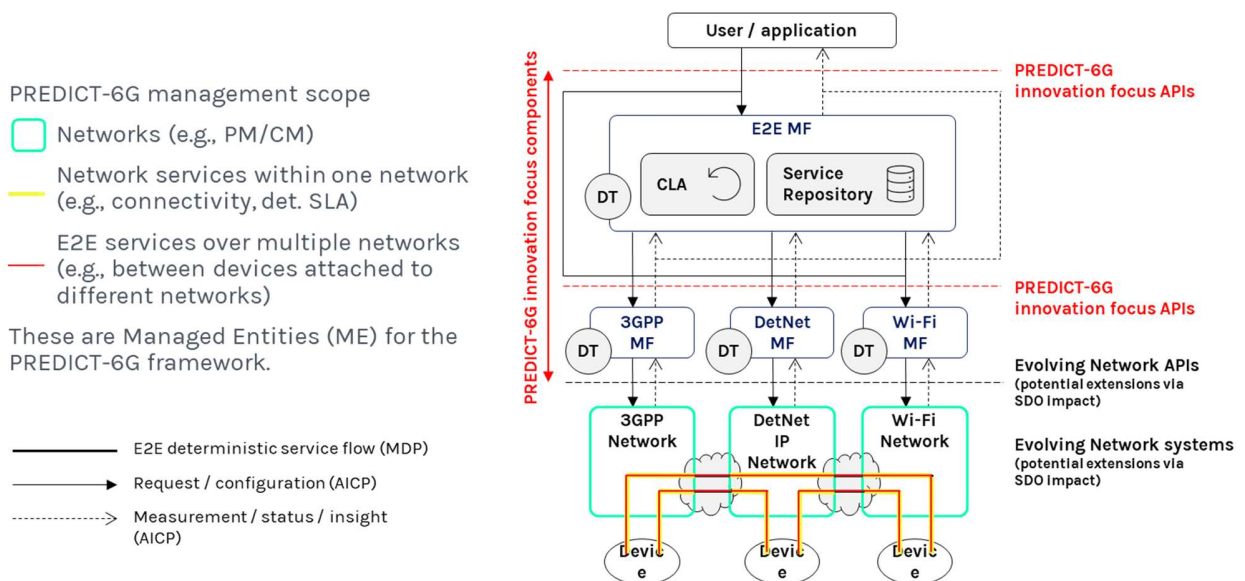 PREDICT-6G management scope
Networks (e.g., PM/CM)
Network services within one network
(e.g., connectivity, det. SLA)
E2E services over multiple networks
(e.g., between devices attached to
different networks)
These are Managed Entities (ME) for the
PREDICT-6G framework.
E2E deterministic service flow (MDP)
Request / configuration (AICP)
Measurement / status / insight
(AICP)
PREDICT-6G innovation focus components
User / application
PREDICT-6G
innovation focus APIs
E2E MF
DT
CLA
Service
Repository
PREDICT-6G
innovation focus APIs
3GPP
MF
DT
DetNet
MF
DT
Wi-Fi
MF
DT
Evolving Network APIs
(potential extensions via
SDO impact)
3GPP
Network
DetNet
IP
Network
Wi-Fi
Network
Evolving Network systems
(potential extensions via
SDO impact)
Devic
e
Devic
e
Devic
e